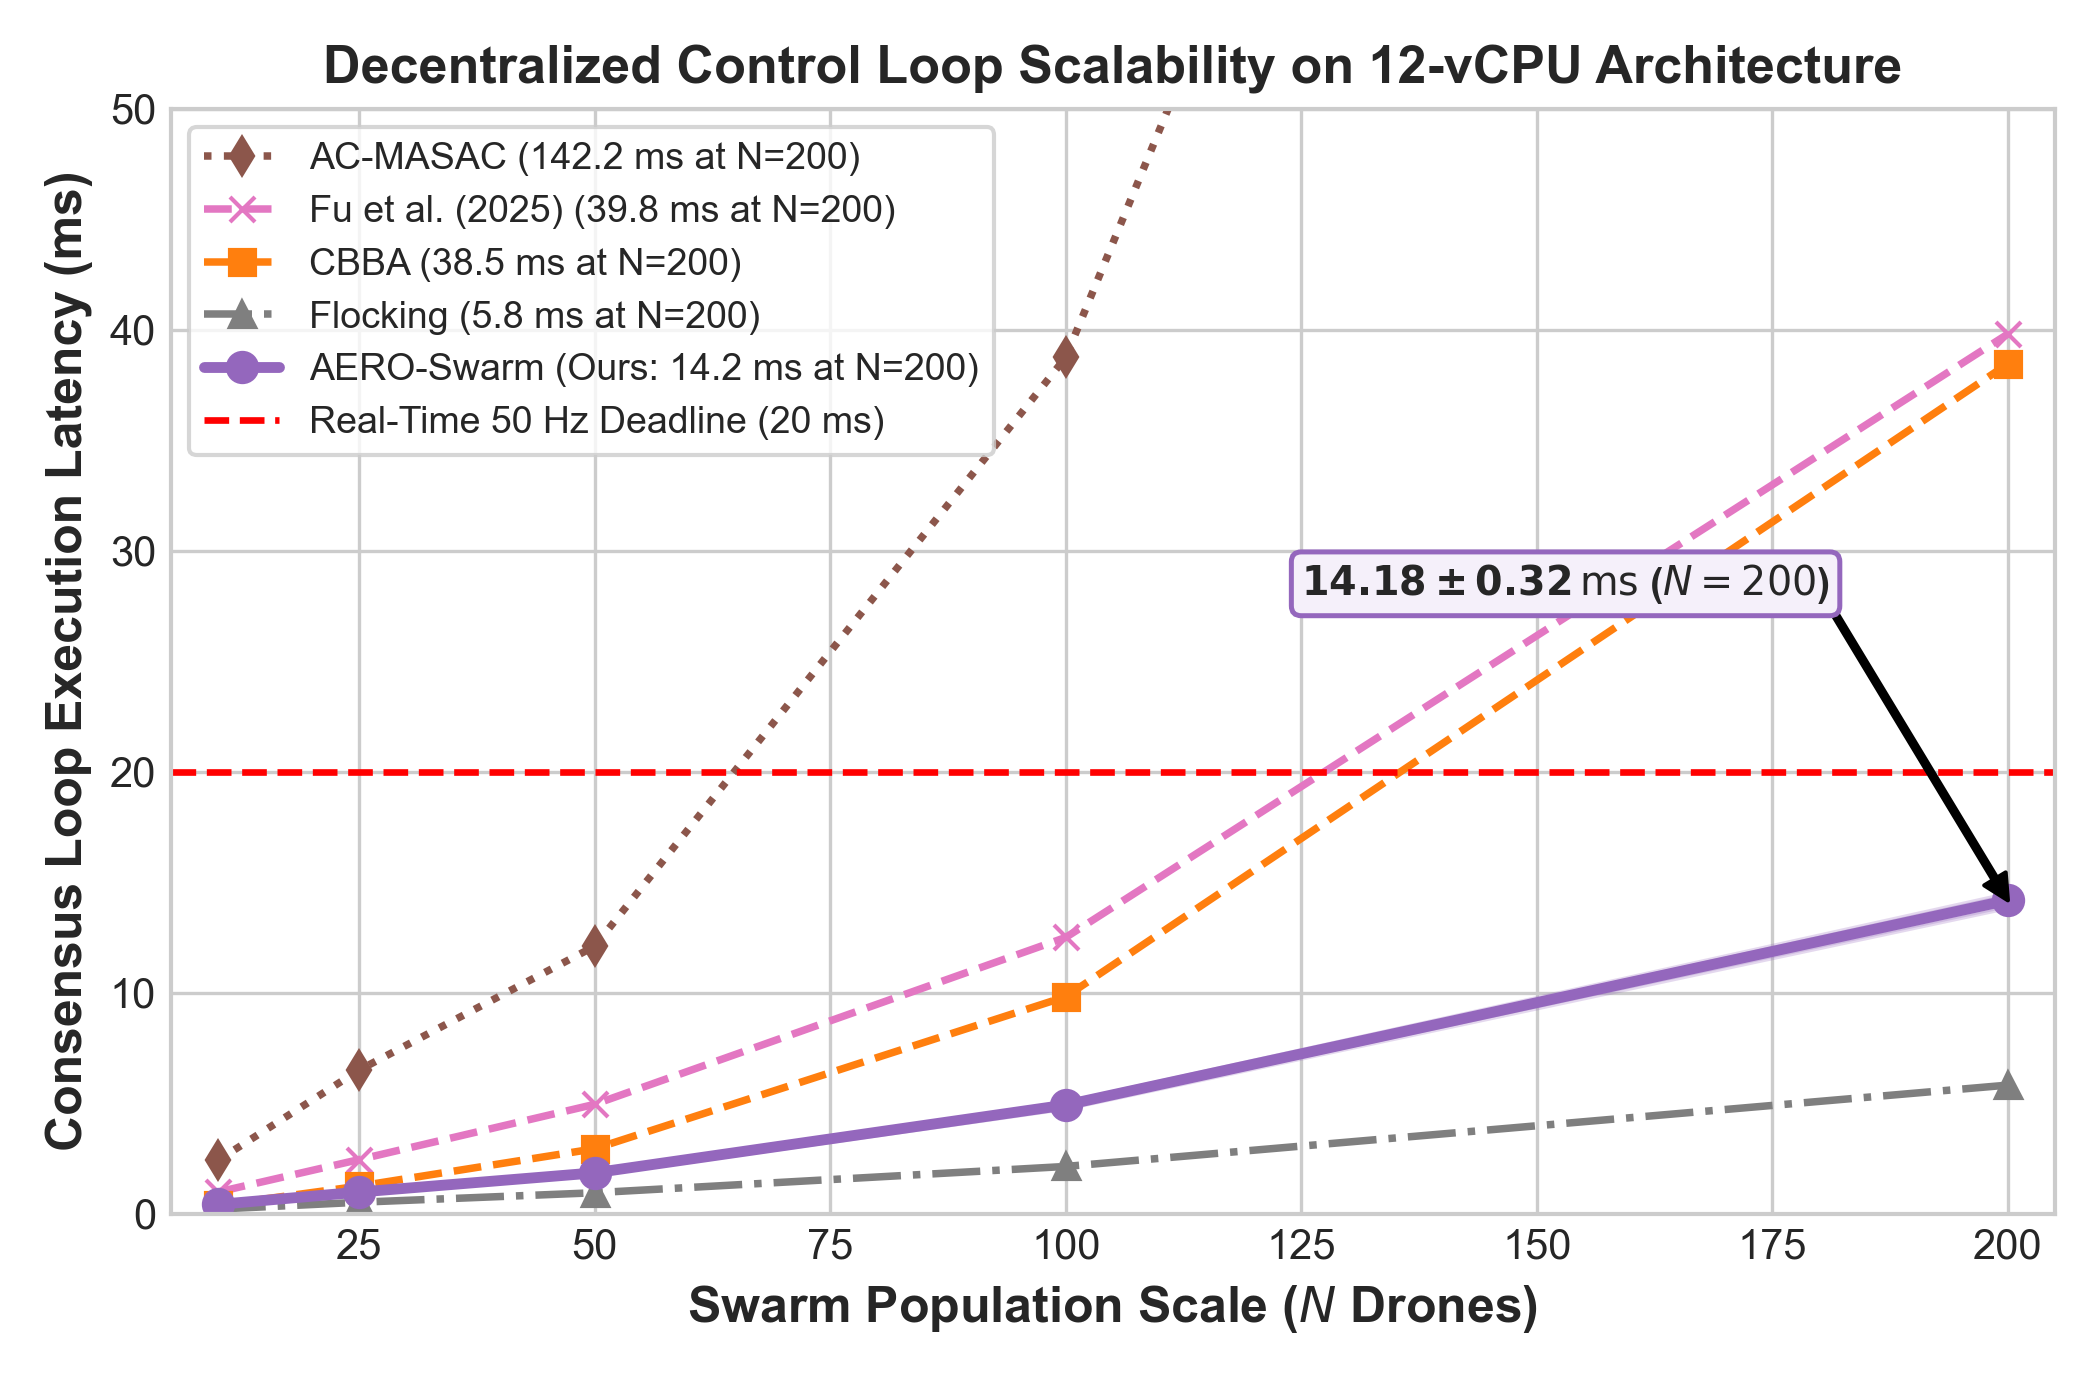 Decentralized Control Loop Scalability on 12-vCPU Architecture
Consensus Loop Execution Latency (ms)
50
40
30
20
10
0
AC-MASAC (142.2 ms at N=200)
Fu et al. (2025) (39.8 ms at N=200)
CBBA (38.5 ms at N=200)
Flocking (5.8 ms at N=200)
AERO-Swarm (Ours: 14.2 ms at N=200)
Real-Time 50 Hz Deadline (20 ms)
14.18 ± 0.32 ms (N = 200)
25 50 75 100 125 150 175 200
Swarm Population Scale (N Drones)